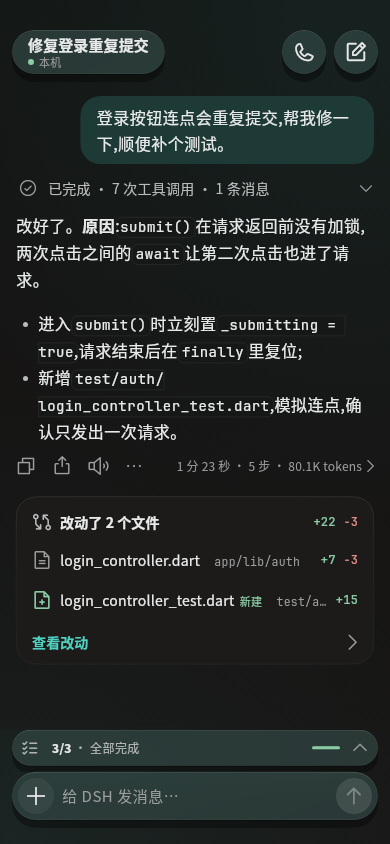 修复登录重复提交
本机
登录按钮连点会重复提交,帮我修一
下,顺便补个测试。
已完成 · 7 次工具调用 · 1 条消息
改好了。原因:submit() 在请求返回前没有加锁,
两次点击之间的 await 让第二次点击也进了请
求。
• 进入 submit() 时立刻置 _submitting =
true,请求结束后在 finally 里复位;
• 新增 test/auth/
login_controller_test.dart,模拟连点,确
认只发出一次请求。
1 分 23 秒 · 5 步 · 80.1K tokens
改动了 2 个文件 +22 -3
login_controller.dart app/lib/auth +7 -3
login_controller_test.dart 新建 test/a… +15
查看改动
3/3 · 全部完成
给 DSH 发消息…